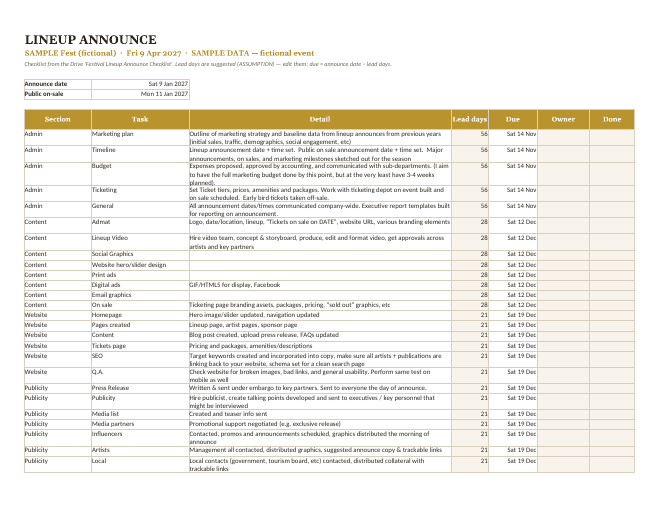 LINEUP ANNOUNCE
SAMPLE Fest (fictional) · Fri 9 Apr 2027 · SAMPLE DATA — fictional event
Checklist from the Drive 'Festival Lineup Announce Checklist'. Lead days are suggested (ASSUMPTION) — edit them; due = announce date − lead days.
Announce date Sat 9 Jan 2027
Public on-sale Mon 11 Jan 2027
Section Task Detail Lead days Due Owner Done
Admin Marketing plan Outline of marketing strategy and baseline data from lineup announces from previous years 56 Sat 14 Nov
(initial sales, traffic, demographics, social engagement, etc)
Admin Timeline Lineup announce date + time set. Public on sale announcement date + time set. Major 56 Sat 14 Nov
announcements, on sales, and marketing milestones sketched out for the season
Admin Budget Expenses proposed, approved by accounting, and communicated with sub-departments. (I aim 56 Sat 14 Nov
to have the full marketing budget done by this point, but at the very least have 3-4 weeks
planned).
Admin Ticketing Set Ticket tiers, prices, amenities and packages. Work with ticketing depot on event built and 56 Sat 14 Nov
on sale scheduled. Early bird tickets taken off-sale.
Admin General All announcement dates/times communicated company-wide. Executive report templates built 56 Sat 14 Nov
for reporting on announcement.
Content Admat Logo, date/location, lineup, "Tickets on sale on DATE", website URL, various branding elements 28 Sat 12 Dec
Content Lineup Video Hire video team, concept & storyboard, produce, edit and format video, get approvals across 28 Sat 12 Dec
artists and key partners
Content Social Graphics 28 Sat 12 Dec
Content Website hero/slider design 28 Sat 12 Dec
Content Print ads 28 Sat 12 Dec
Content Digital ads GIF/HTML5 for display, Facebook 28 Sat 12 Dec
Content Email graphics 28 Sat 12 Dec
Content On sale Ticketing page branding assets, packages, pricing, "sold out" graphics, etc 28 Sat 12 Dec
Website Homepage Hero image/slider updated, navigation updated 21 Sat 19 Dec
Website Pages created Lineup page, artist pages, sponsor page 21 Sat 19 Dec
Website Content Blog post created, upload press release, FAQs updated 21 Sat 19 Dec
Website Tickets page Pricing and packages, amenities/descriptions 21 Sat 19 Dec
Website SEO Target keywords created and incorporated into copy, make sure all artists + publications are 21 Sat 19 Dec
linking back to your website, schema set for a clean search page
Website Q.A. Check website for broken images, bad links, and general usability. Perform same test on 21 Sat 19 Dec
mobile as well
Publicity Press Release Written & sent under embargo to key partners. Sent to everyone the day of announce. 21 Sat 19 Dec
Publicity Publicity Hire publicist, create talking points developed and sent to executives / key personnel that 21 Sat 19 Dec
might be interviewed
Publicity Media list Created and teaser info sent 21 Sat 19 Dec
Publicity Media partners Promotional support negotiated (e.g. exclusive release) 21 Sat 19 Dec
Publicity Influencers Contacted, promos and announcements scheduled, graphics distributed the morning of 21 Sat 19 Dec
announce
Publicity Artists Management all contacted, distributed graphics, suggested announce copy & trackable links 21 Sat 19 Dec
Publicity Local Local contacts (government, tourism board, etc) contacted, distributed collateral with 21 Sat 19 Dec
trackable links